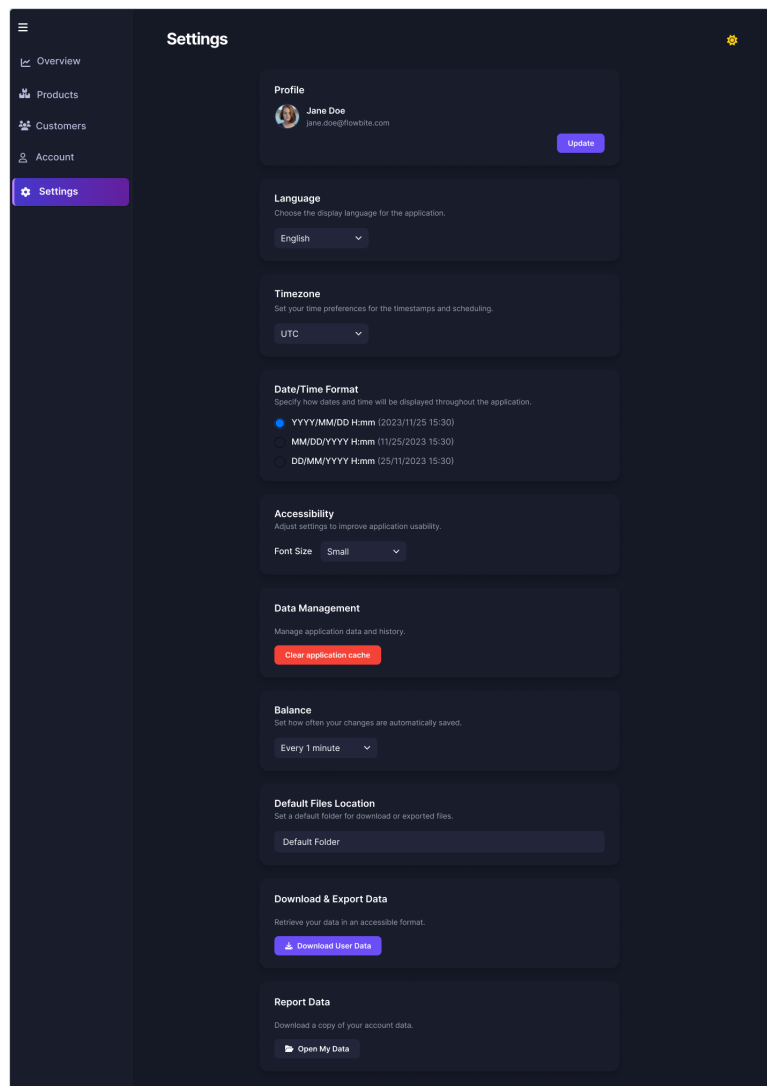 Settings
Overview
Products
Customers
Account
Settings
Profile
Jane Doe
jane.doe@flowbite.com
Update
Language
Choose the display language for the application.
English
Timezone
Set your time preferences for the timestamps and scheduling.
UTC
Date/Time Format
Specify how dates and time will be displayed throughout the application.
YYYY/MM/DD H:mm (2023/11/25 15:30)
MM/DD/YYYY H:mm (11/25/2023 15:30)
DD/MM/YYYY H:mm (25/11/2023 15:30)
Accessibility
Adjust settings to improve application usability.
Font Size Small
Data Management
Manage application data and history.
Clear application cache
Balance
Set how often your changes are automatically saved.
Every 1 minute
Default Files Location
Set a default folder for download or exported files.
Default Folder
Download & Export Data
Retrieve your data in an accessible format.
Download User Data
Report Data
Download a copy of your account data.
Open My Data